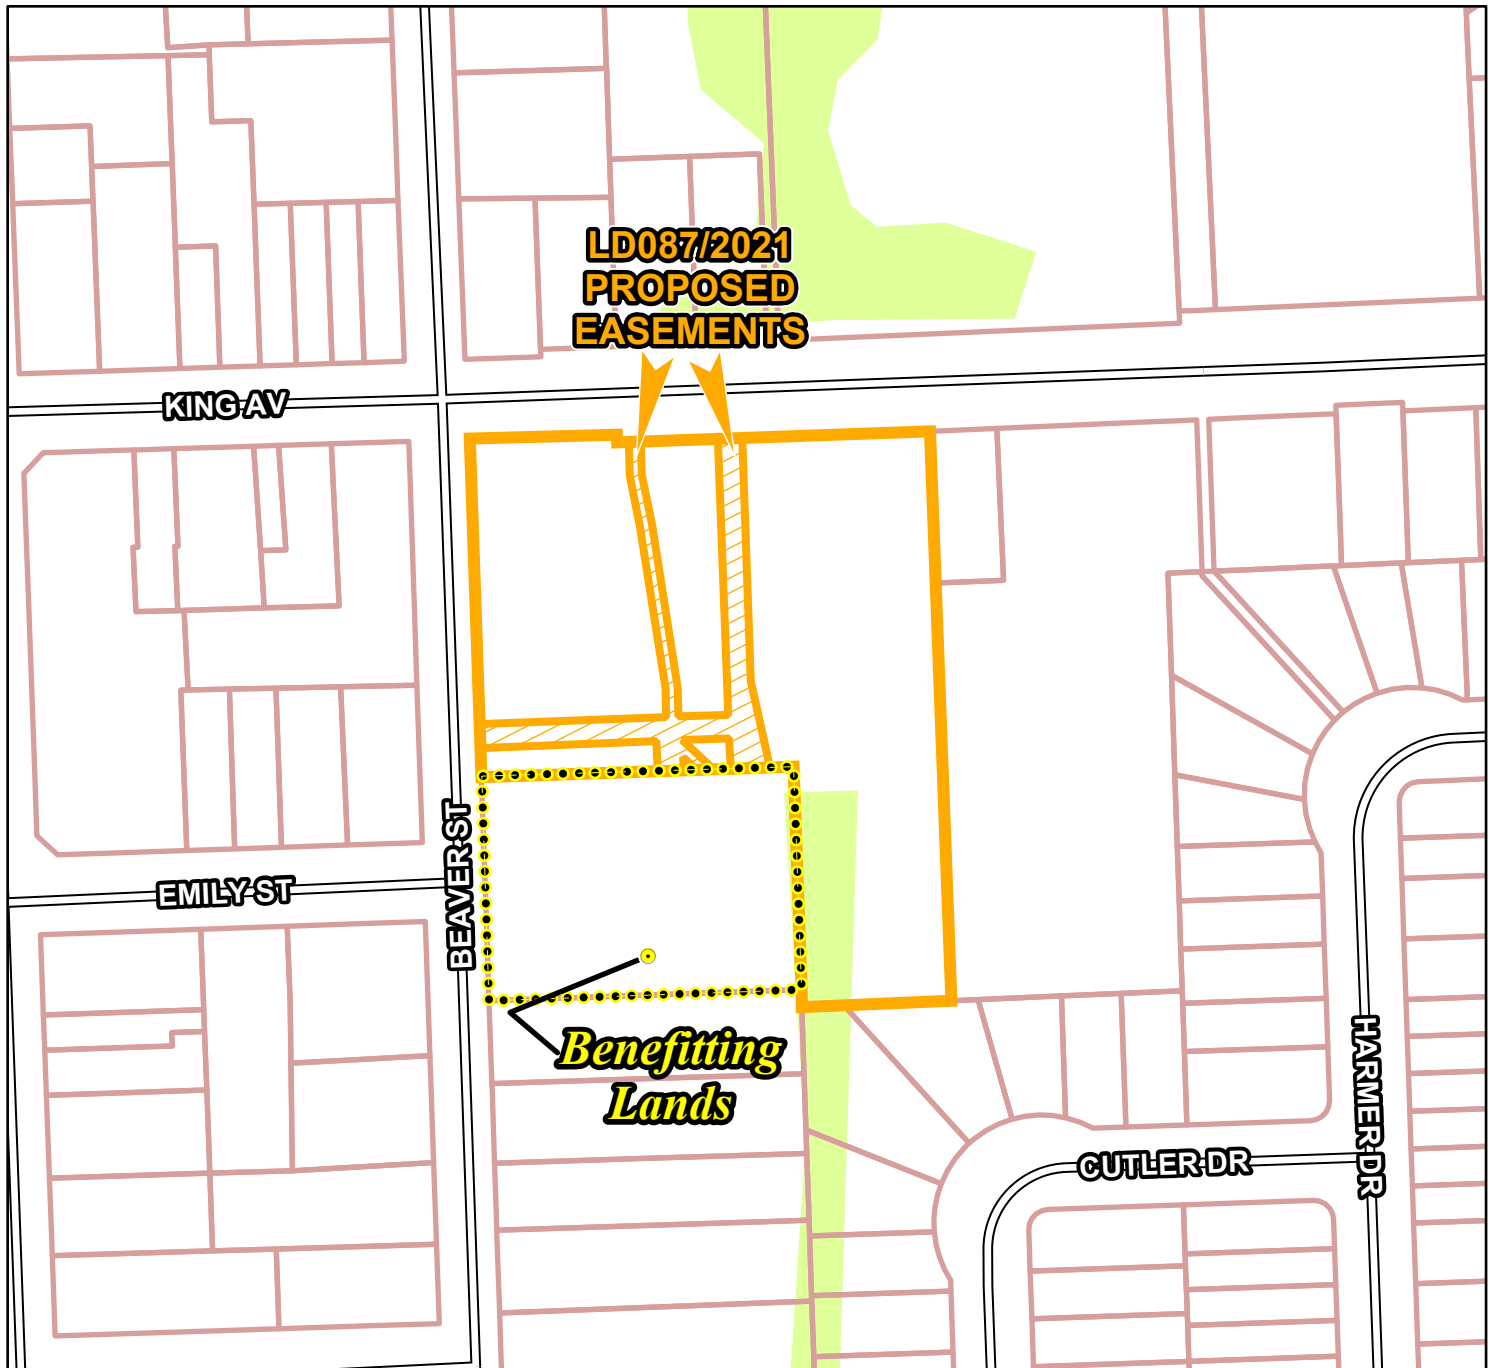 LD087/2021
PROPOSED
EASEMENTS
KING AV
EMILY ST
BEAVER ST
Benefitting
Lands
HARMER DR
CUTLER DR